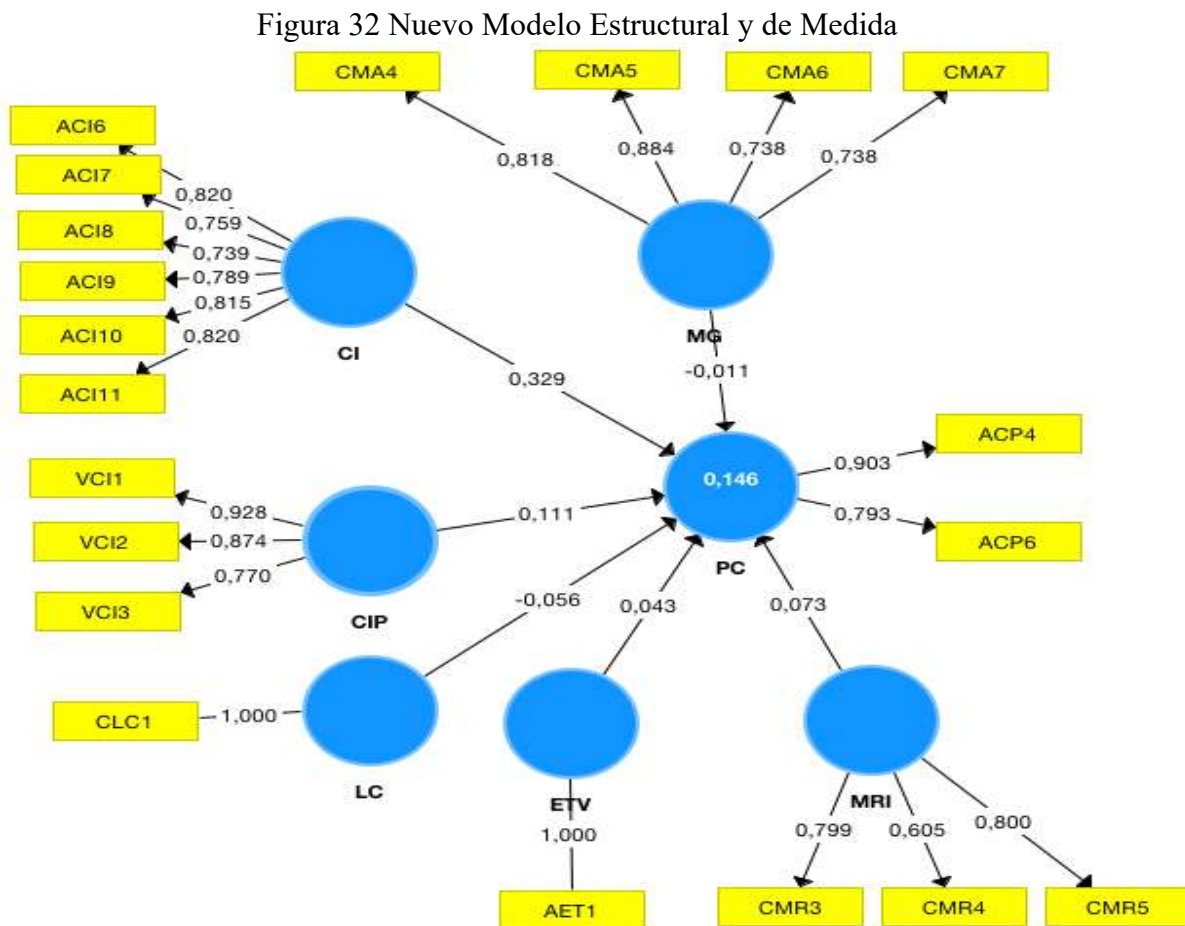 Figura 32 Nuevo Modelo Estructural y de Medida
CMA4
CMA5
CMA6
CMA7
0,818
0,884
0,738
0,738
MG
-0,011
ACI6
ACI7
ACI8
ACI9
ACI10
ACI11
0,820
0,759
0,739
0,789
0,815
0,820
CI
0,329
VCI1
VCI2
VCI3
0,928
0,874
0,770
CIP
0,111
0,146
PC
0,903
0,793
ACP4
ACP6
CLC1
1,000
LC
-0,056
0,043
ETV
1,000
AET1
0,073
MRI
0,799
0,605
0,800
CMR3
CMR4
CMR5